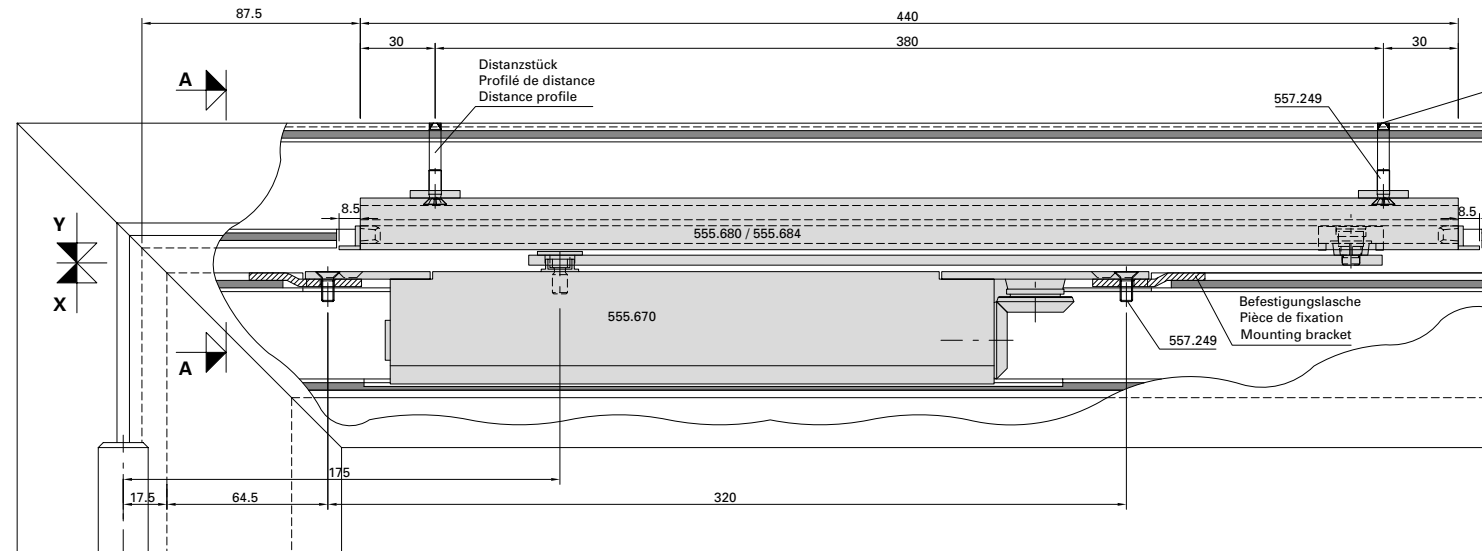 87.5
440
30
380
30
A
Distanzstück
Profilé de distance
Distance profile
557.249
Y
8.5
555.680 / 555.684
8.5
X
555.670
Befestigungslasche
Pièce de fixation
Mounting bracket
557.249
A
175
17.5
64.5
320